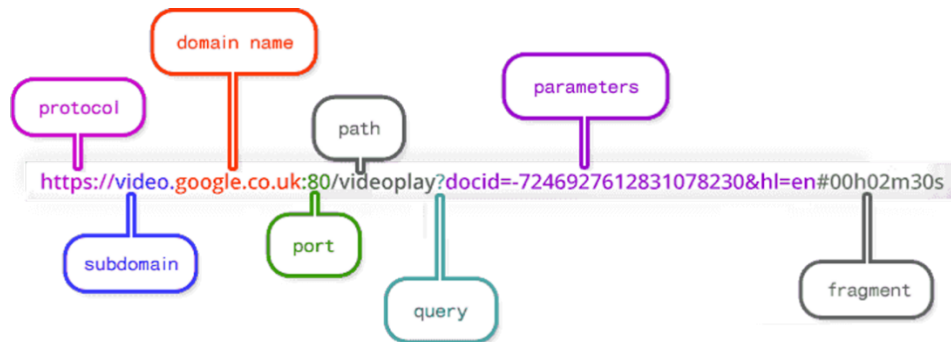 domain name
parameters
protocol
path
https://video.google.co.uk:80/videoplay?docid=-7246927612831078230&hl=en#00h02m30s
subdomain
port
query
fragment